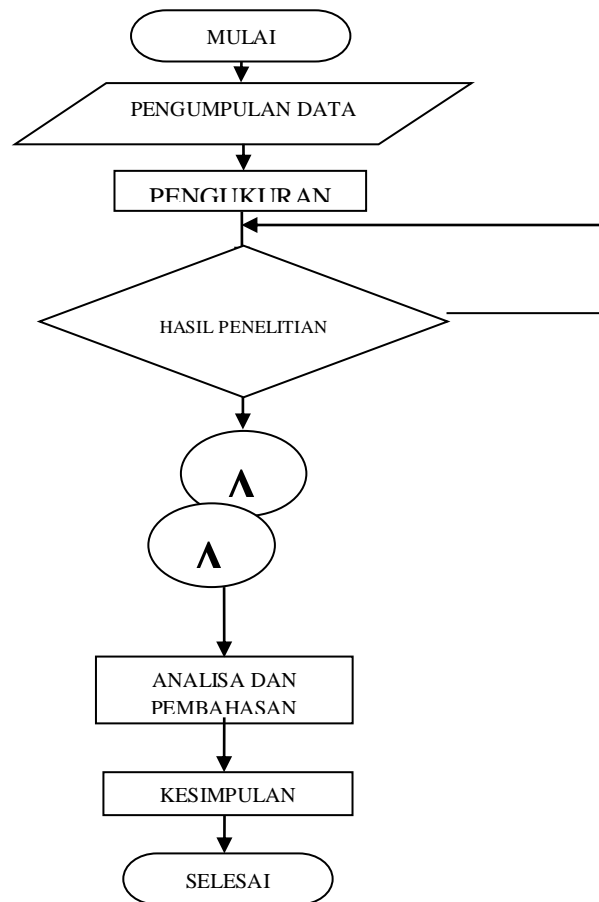 MULAI
PENGUMPULAN DATA
PENGUKURAN
HASIL PENELITIAN
A
A
ANALISA DAN
PEMBAHASAN
KESIMPULAN
SELESAI